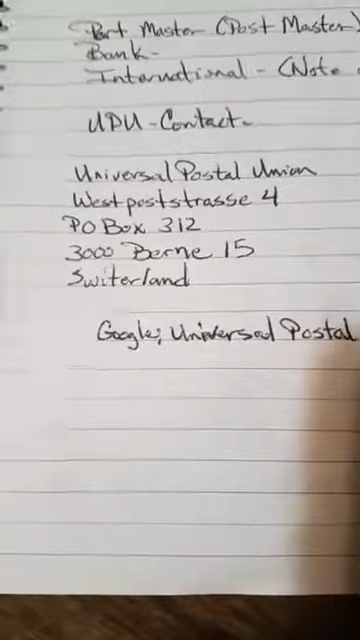 Port Master (Post Master)
Bank -
International - (Note
UPU - Contact -
Universal Postal Union
Westpoststrasse 4
PO Box 312
3000 Berne 15
Switerland
Google; Universal Postal